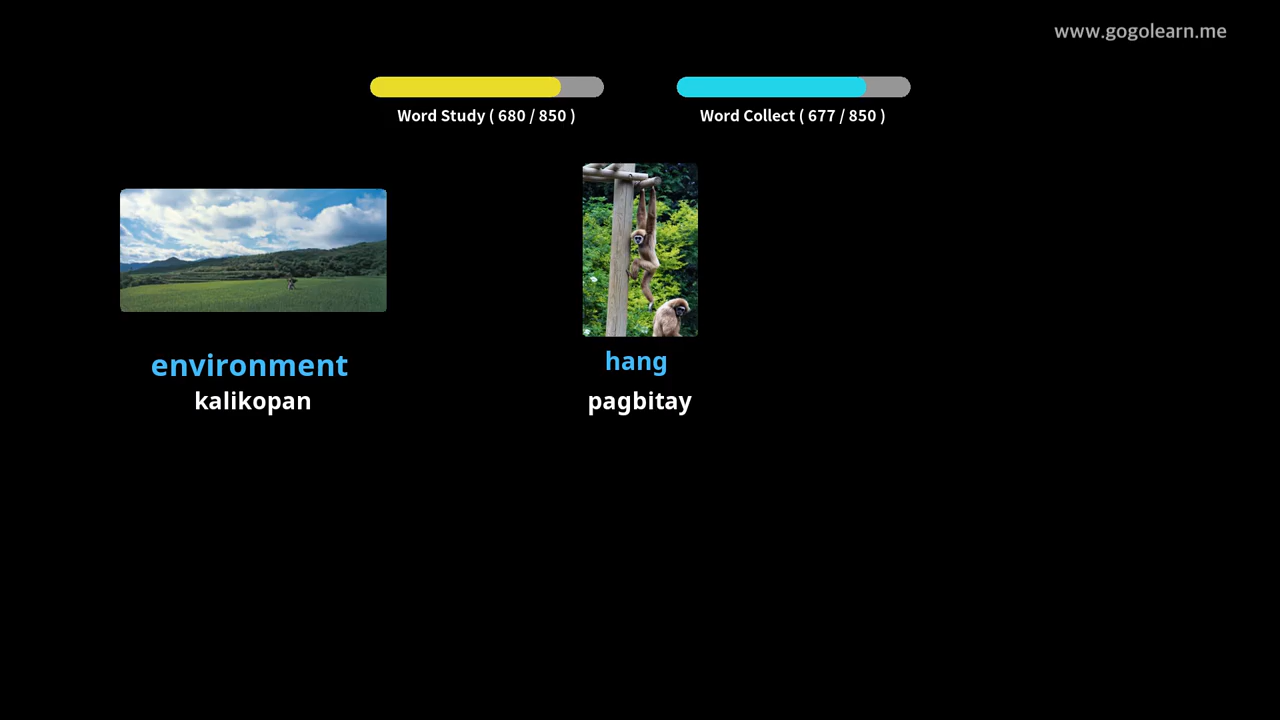 www.gogolearn.me
Word Study ( 680 / 850 )
Word Collect ( 677 / 850 )
environment
kalikopan
hang
pagbitay